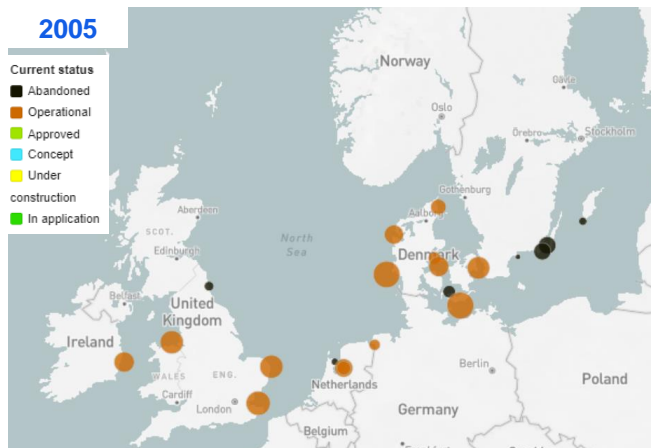 2005
Current status
Abandoned
Operational
Approved
Concept
Under
construction
In application
Norway
Oslo
Gävle
Örebro
Stockholm
Gothenburg
Aalborg
Aberdeen
SCOT.
Edinburgh
North
Sea
Denmark
Belfast
United
Kingdom
Ireland
WALES
ENG.
Cardiff
London
Netherlands
Berlin
Poland
Germany
Belgium